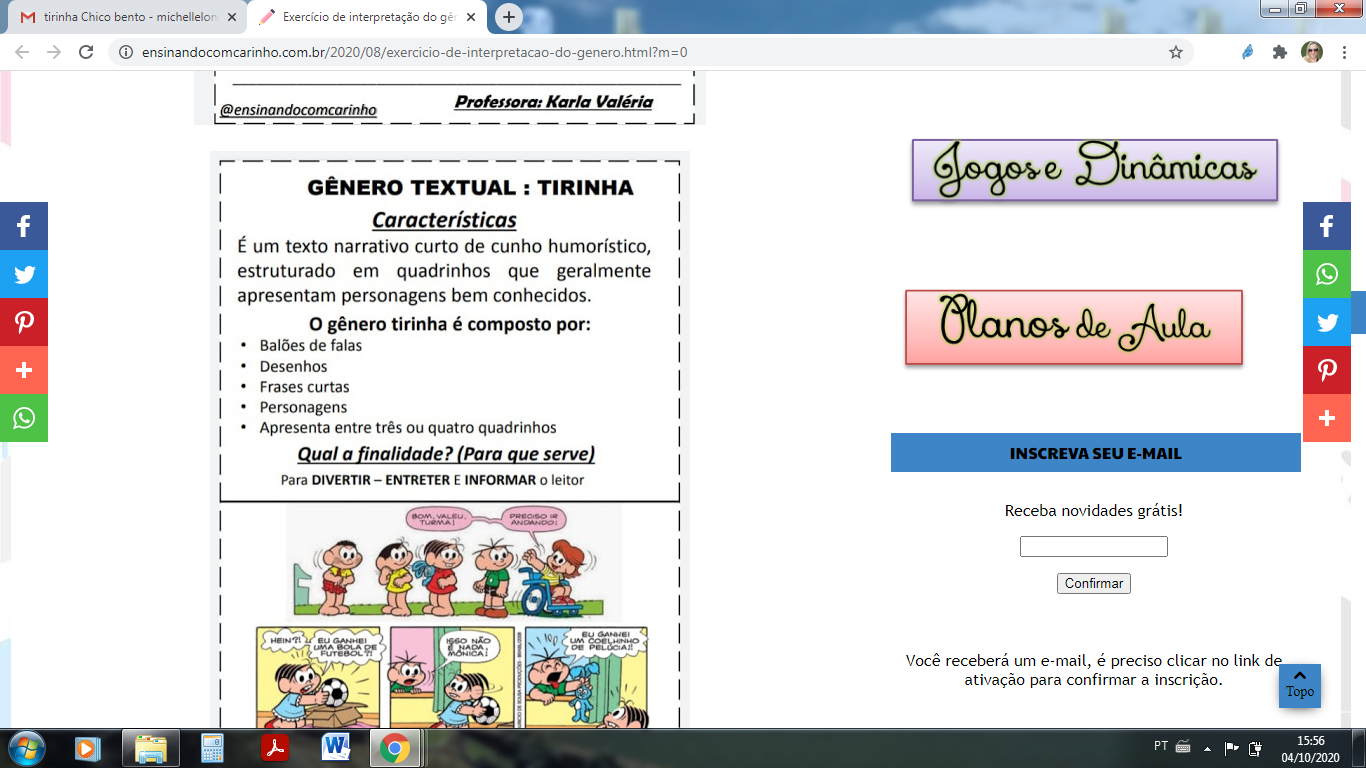 tirinha Chico bento - michellelon
Exercício de interpretação do gên
ensinandocomcarinho.com.br/2020/08/exercicio-de-interpretacao-do-genero.html?m=0
@ensinandocomcarinho
Professora: Karla Valéria
GÊNERO TEXTUAL : TIRINHA
Características
É um texto narrativo curto de cunho humorístico,
estruturado em quadrinhos que geralmente
apresentam personagens bem conhecidos.
O gênero tirinha é composto por:
• Balões de falas
• Desenhos
• Frases curtas
• Personagens
• Apresenta entre três ou quatro quadrinhos
Qual a finalidade? (Para que serve)
Para DIVERTIR – ENTRETER E INFORMAR o leitor
BOM, VALEU,
TURMA!
PRECISO IR
ANDANDO!
HEIN?!
EU GANHEI
UMA BOLA DE
FUTEBOL?!
ISSO NÃO
É NADA,
MÔNICA!
EU GANHEI
UM COELHINHO
DE PELÚCIA!!
Jogos e Dinâmicas
Planos de Aula
INSCREVA SEU E-MAIL
Receba novidades grátis!
Confirmar
Você receberá um e-mail, é preciso clicar no link de
ativação para confirmar a inscrição.
Topo
PT
15:56
04/10/2020